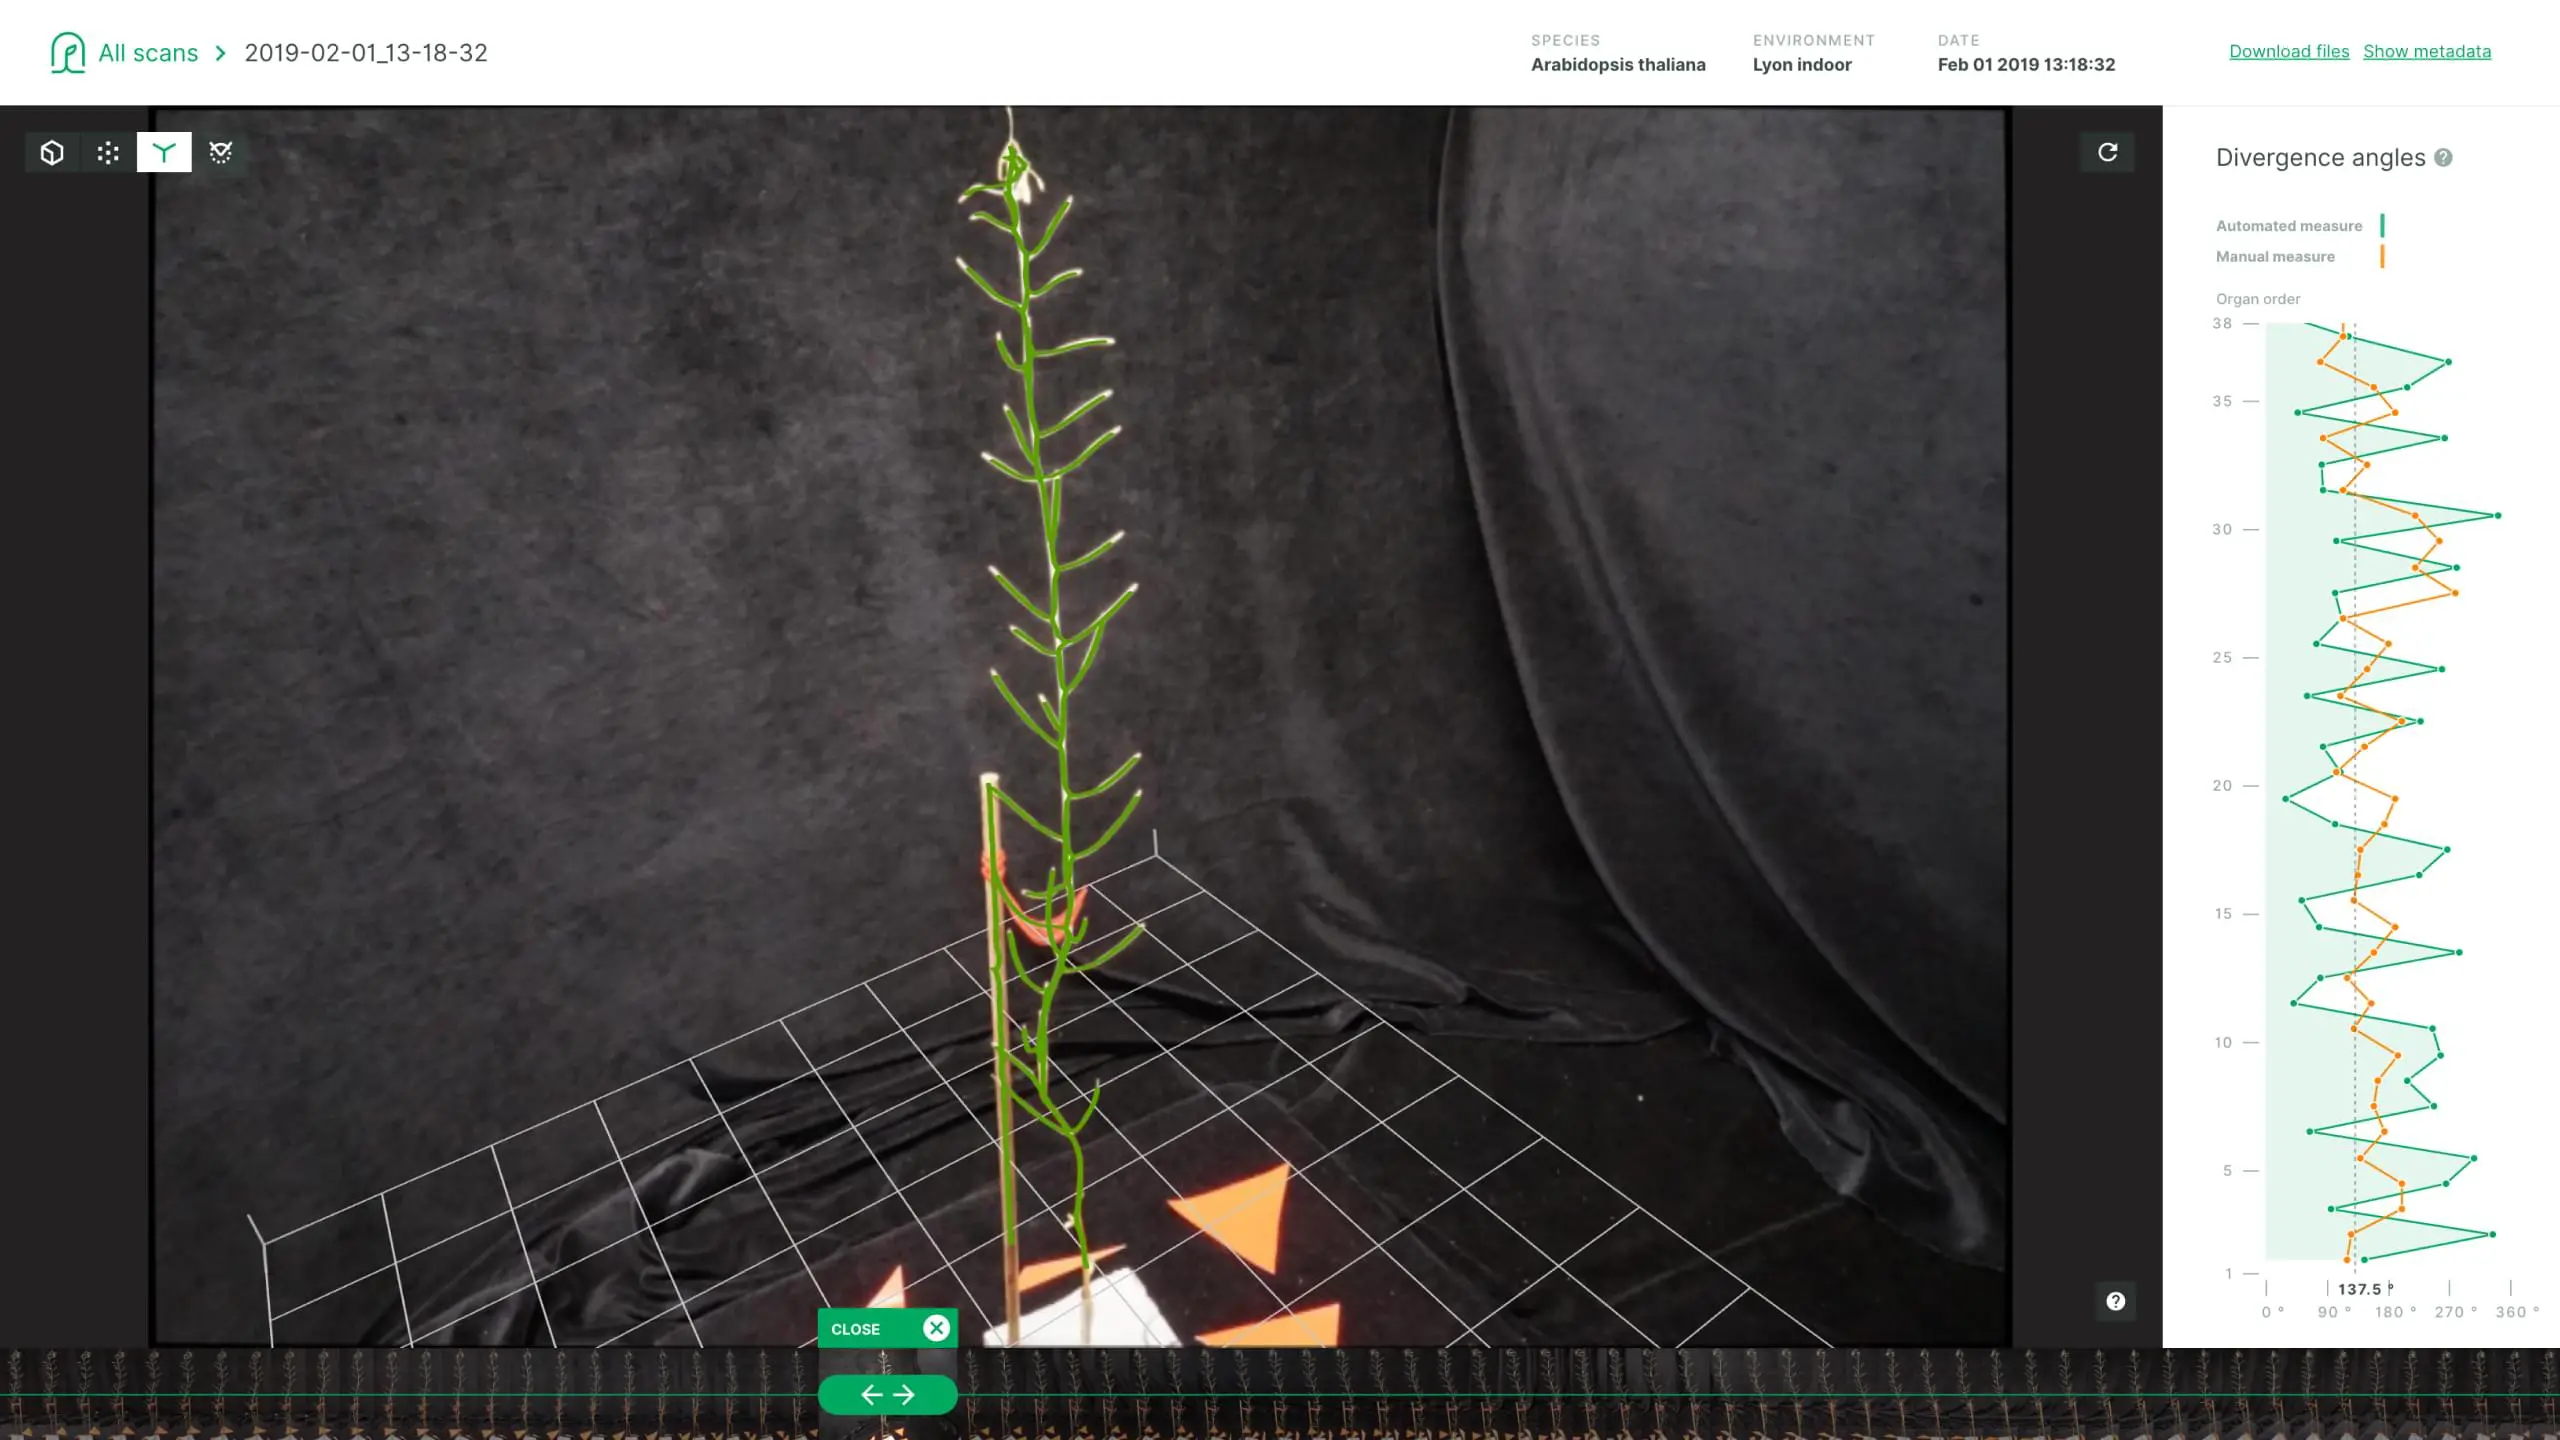 All scans > 2019-02-01_13-18-32
SPECIES
Arabidopsis thaliana
ENVIRONMENT
Lyon indoor
DATE
Feb 01 2019 13:18:32
Download files
Show metadata
Divergence angles ?
Automated measure
Manual measure
Organ order
38
35
30
25
20
15
10
5
1
137.5 °
0 ° 90 ° 180 ° 270 ° 360 °
?
CLOSE